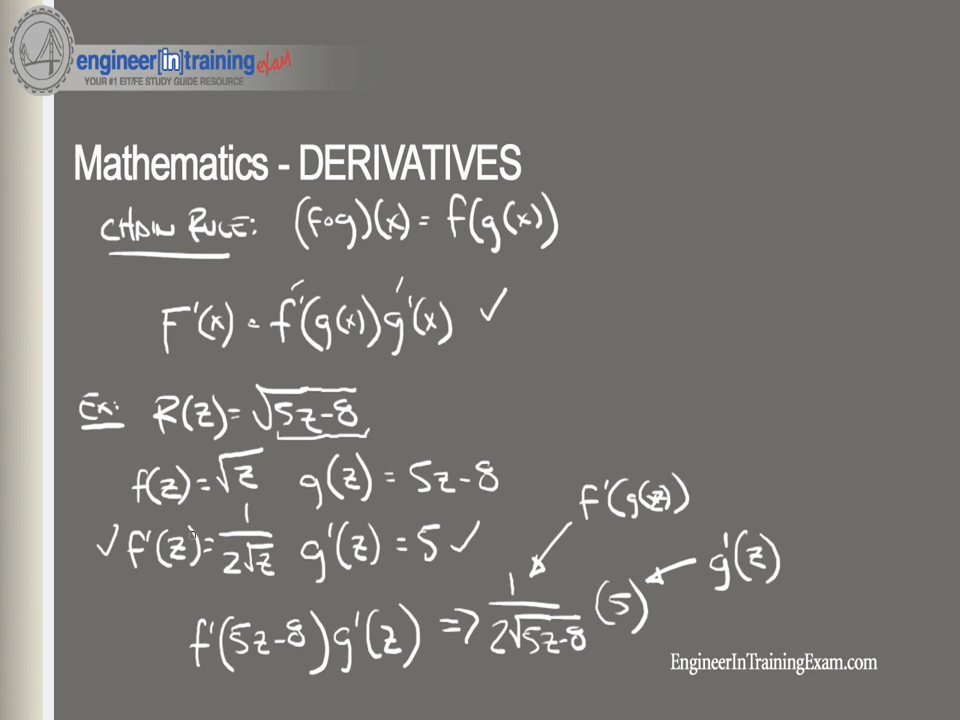 engineer[in]training exam
YOUR #1 EIT/FE STUDY GUIDE RESOURCE
Mathematics - DERIVATIVES
CHAIN RULE: (f∘g)(x) = f(g(x))
F'(x) = f'(g(x))g'(x) ✓
Ex: R(z) = √(5z-8)
f(z) = √z g(z) = 5z-8
f'(g(z))
✓ f'(z) = 1/(2√z) g'(z) = 5 ✓
g'(z)
f'(5z-8)g'(z) => 1/(2√(5z-8)) (5)
EngineerInTrainingExam.com